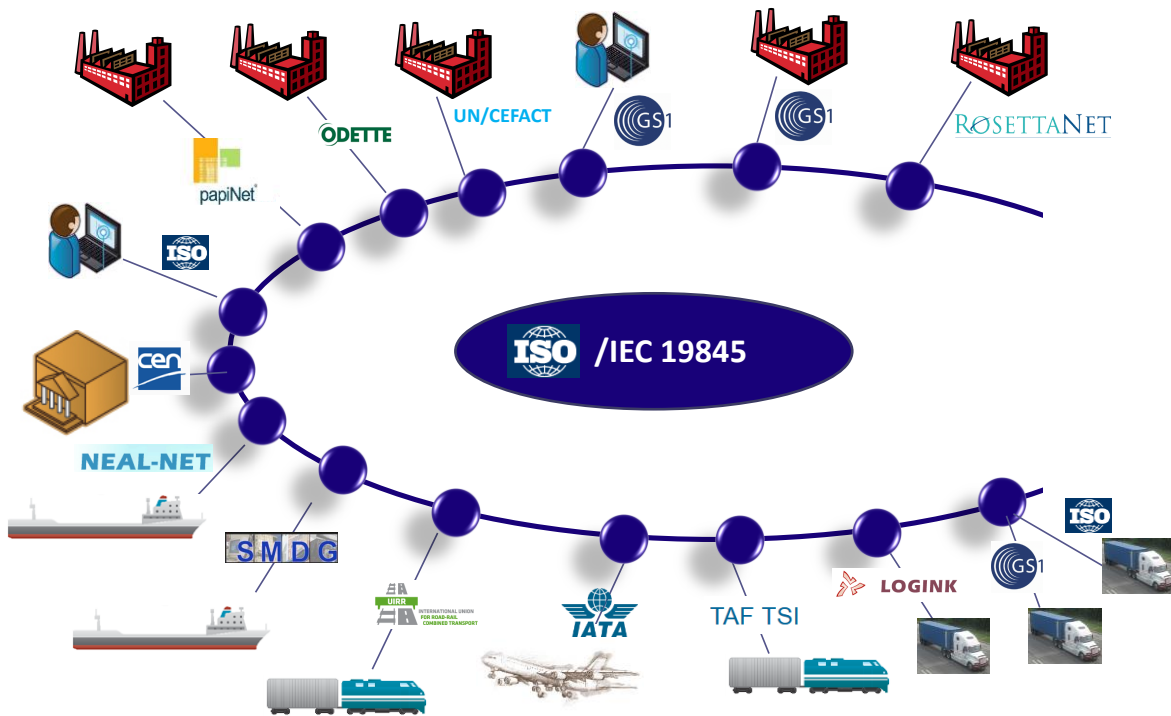 UN/CEFACT
GS1
GS1
ODETTE
ROSETTANET
papiNet
ISO
ISO /IEC 19845
cen
NEAL-NET
SMDG
UIRR
INTERNATIONAL UNION
FOR ROAD-RAIL
COMBINED TRANSPORT
IATA
TAF TSI
LOGINK
GS1
ISO